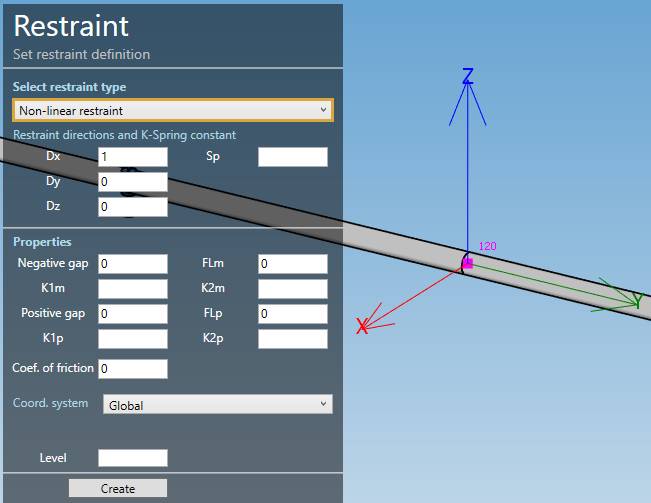 Restraint
Set restraint definition
Select restraint type
Non-linear restraint
Restraint directions and K-Spring constant
Dx 1 Sp
Dy 0
Dz 0
Properties
Negative gap 0 FLm 0
K1m K2m
Positive gap 0 FLp 0
K1p K2p
Coef. of friction 0
Coord. system Global
Level
Create
Z
120
Y
X